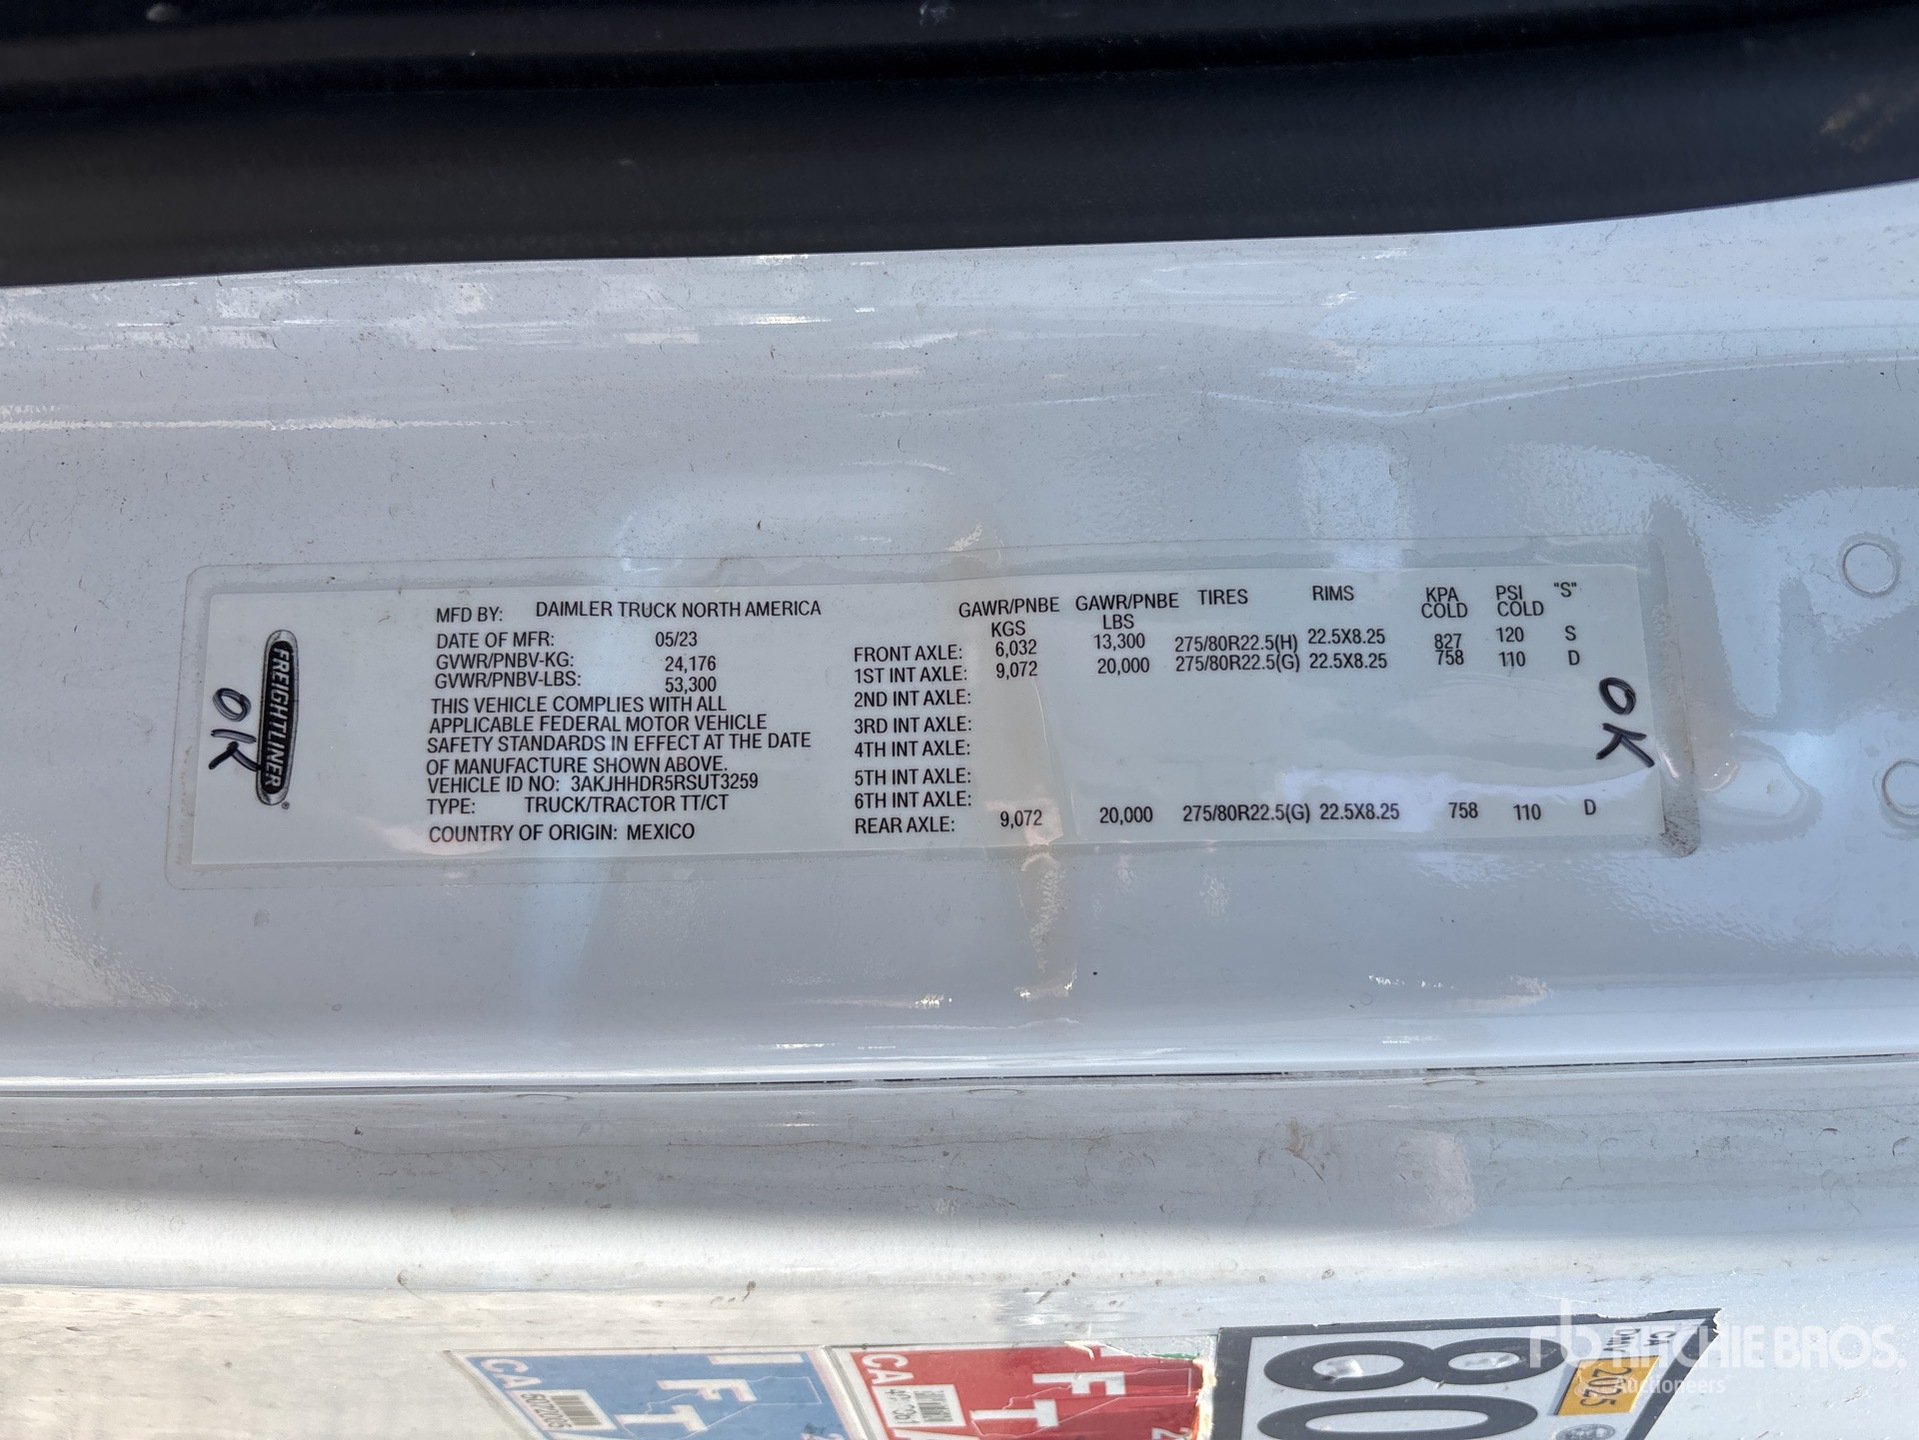 FREIGHTLINER
OK
MFD BY: DAIMLER TRUCK NORTH AMERICA
DATE OF MFR: 05/23
GVWR/PNBV-KG: 24,176
GVWR/PNBV-LBS: 53,300
THIS VEHICLE COMPLIES WITH ALL
APPLICABLE FEDERAL MOTOR VEHICLE
SAFETY STANDARDS IN EFFECT AT THE DATE
OF MANUFACTURE SHOWN ABOVE.
VEHICLE ID NO: 3AKJHHDR5RSUT3259
TYPE: TRUCK/TRACTOR TT/CT
COUNTRY OF ORIGIN: MEXICO
GAWR/PNBE KGS GAWR/PNBE LBS TIRES RIMS KPA COLD PSI COLD "S"
FRONT AXLE: 6,032 13,300 275/80R22.5(H) 22.5X8.25 827 120 S
1ST INT AXLE: 9,072 20,000 275/80R22.5(G) 22.5X8.25 758 110 D
2ND INT AXLE:
3RD INT AXLE:
4TH INT AXLE:
5TH INT AXLE:
6TH INT AXLE:
REAR AXLE: 9,072 20,000 275/80R22.5(G) 22.5X8.25 758 110 D
OK
CA
IFT
CA
IFT
80
CA
2025
RITCHIE BROS.
Auctioneers